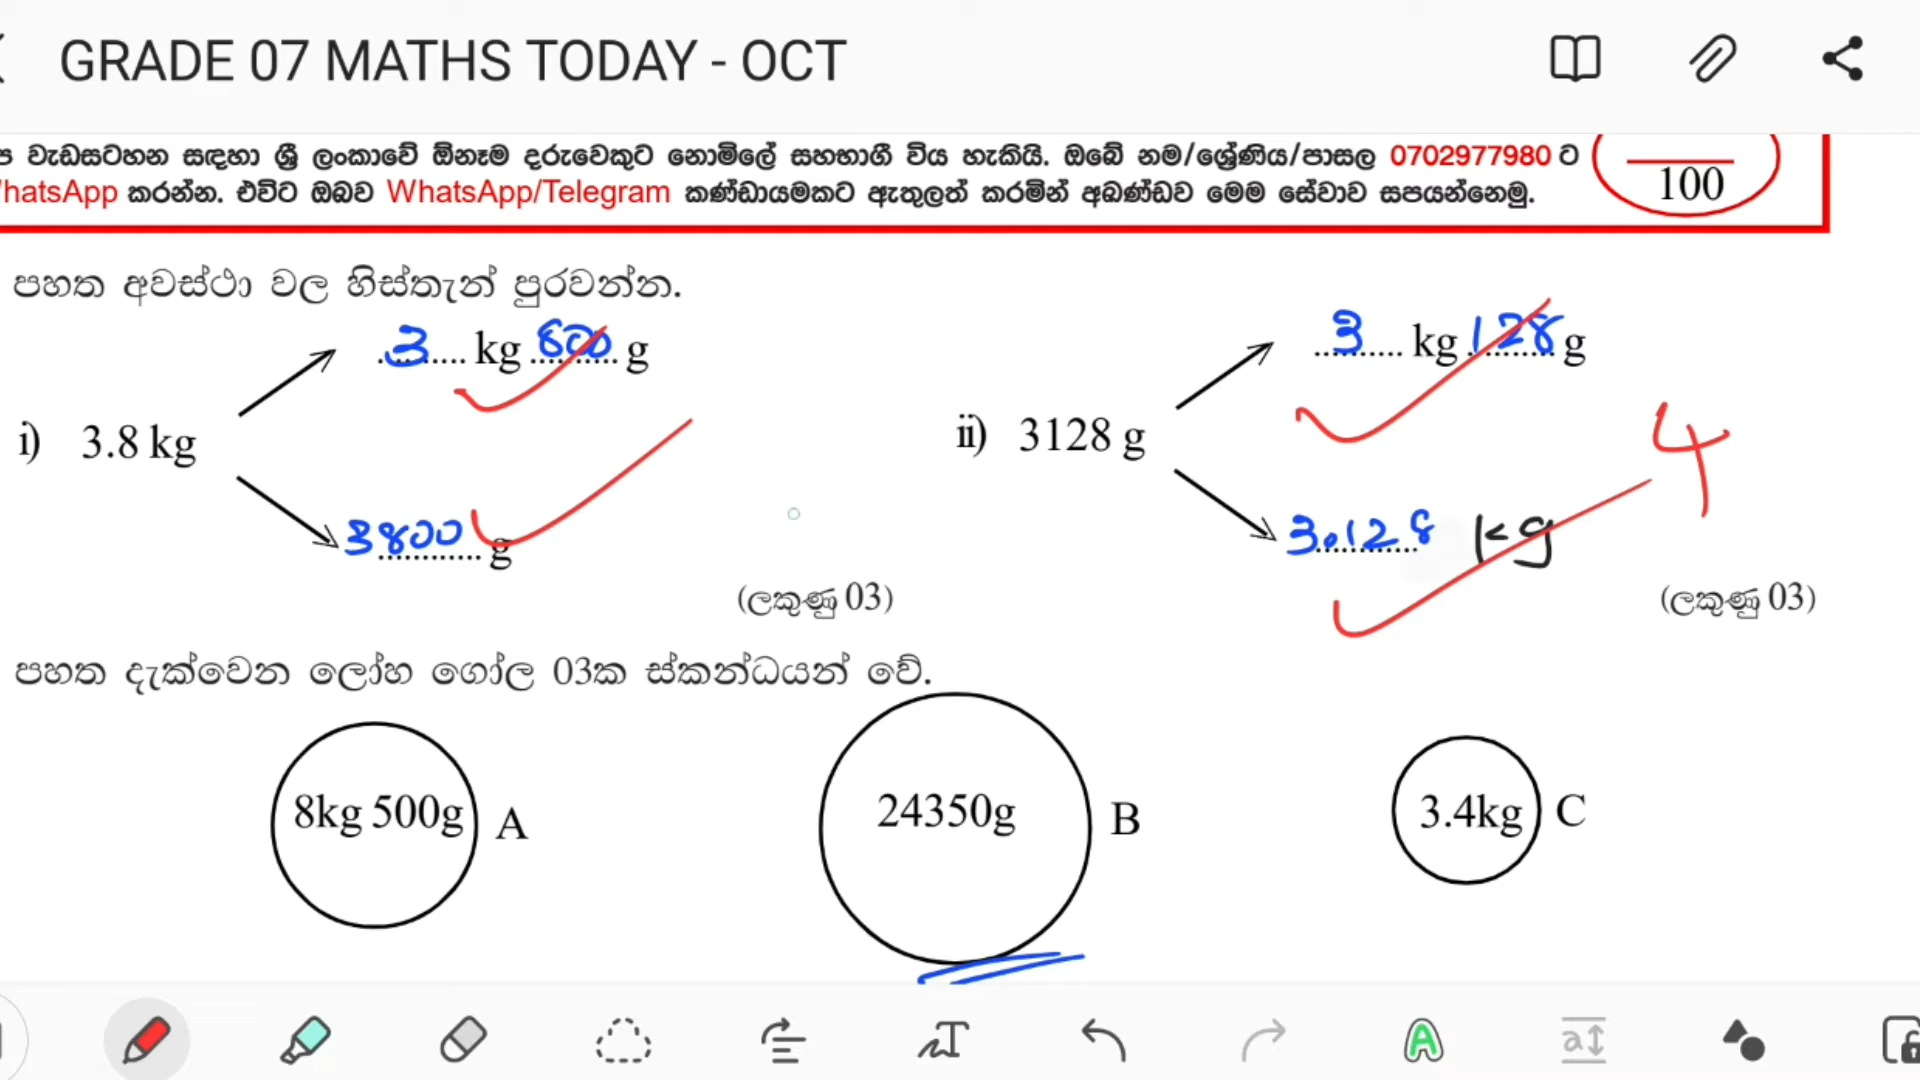 GRADE 07 MATHS TODAY - OCT
වැඩසටහන සඳහා ශ්‍රී ලංකාවේ ඕනෑම දරුවෙකුට නොමිලේ සහභාගී විය හැකියි. ඔබේ නම/ශ්‍රේණිය/පාසල 0702977980 ට
WhatsApp කරන්න. එවිට ඔබව WhatsApp/Telegram කණ්ඩායමකට ඇතුලත් කරමින් අඛණ්ඩව මෙම සේවාව සපයන්නෙමු.
100
පහත අවස්ථා වල හිස්තැන් පුරවන්න.
3 kg 800 g
3 kg 128 g
i) 3.8 kg
ii) 3128 g
4
3800 g
3.128 kg
(ලකුණු 03)
(ලකුණු 03)
පහත දැක්වෙන ලෝහ ගෝල 03ක ස්කන්ධයන් වේ.
8kg 500g A
24350g B
3.4kg C